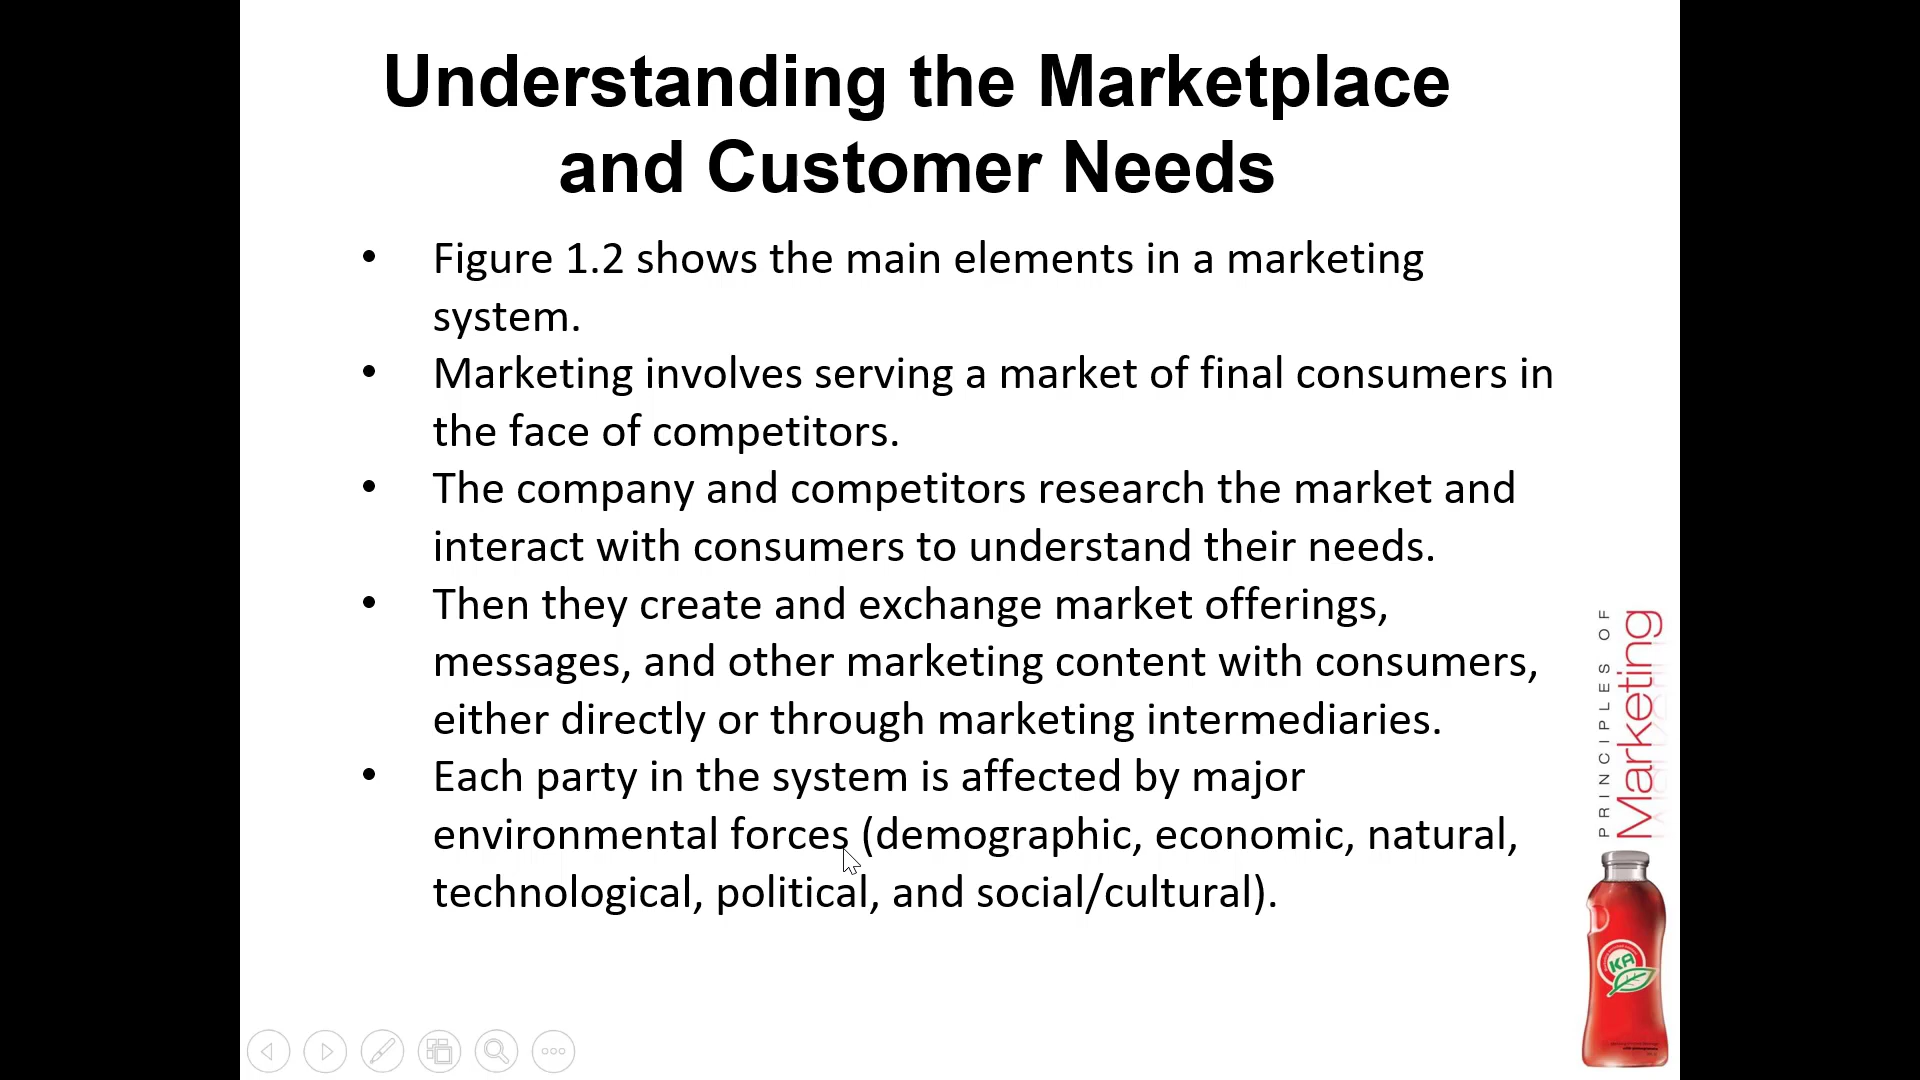 Understanding the Marketplace
and Customer Needs
• Figure 1.2 shows the main elements in a marketing
system.
• Marketing involves serving a market of final consumers in
the face of competitors.
• The company and competitors research the market and
interact with consumers to understand their needs.
• Then they create and exchange market offerings,
messages, and other marketing content with consumers,
either directly or through marketing intermediaries.
• Each party in the system is affected by major
environmental forces (demographic, economic, natural,
technological, political, and social/cultural).
PRINCIPLES OF
Marketing
KA